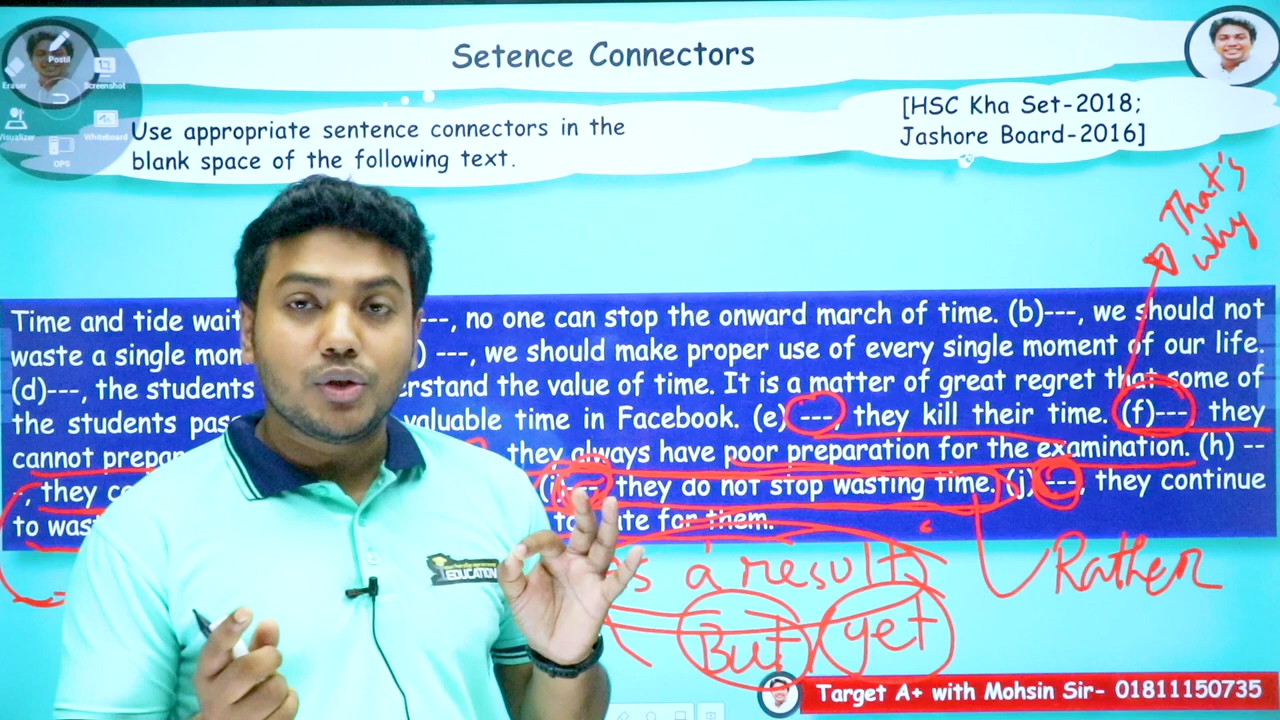 Setence Connectors
Postil
Eraser
Screenshot
Visualizer
Whiteboard
OPS
Use appropriate sentence connectors in the
blank space of the following text.
[HSC Kha Set-2018;
Jashore Board-2016]
That's
why
Time and tide wait ---, no one can stop the onward march of time. (b)---, we should not
waste a single mom ) ---, we should make proper use of every single moment of our life.
(d)---, the students erstand the value of time. It is a matter of great regret that some of
the students pass valuable time in Facebook. (e) ---, they kill their time. (f)---, they
cannot prepar they always have poor preparation for the examination. (h) --
-, they co (i)---, they do not stop wasting time. (j) ---, they continue
to was for them.
s a result
Rather
But yet
EDUCATION
Target A+ with Mohsin Sir- 01811150735